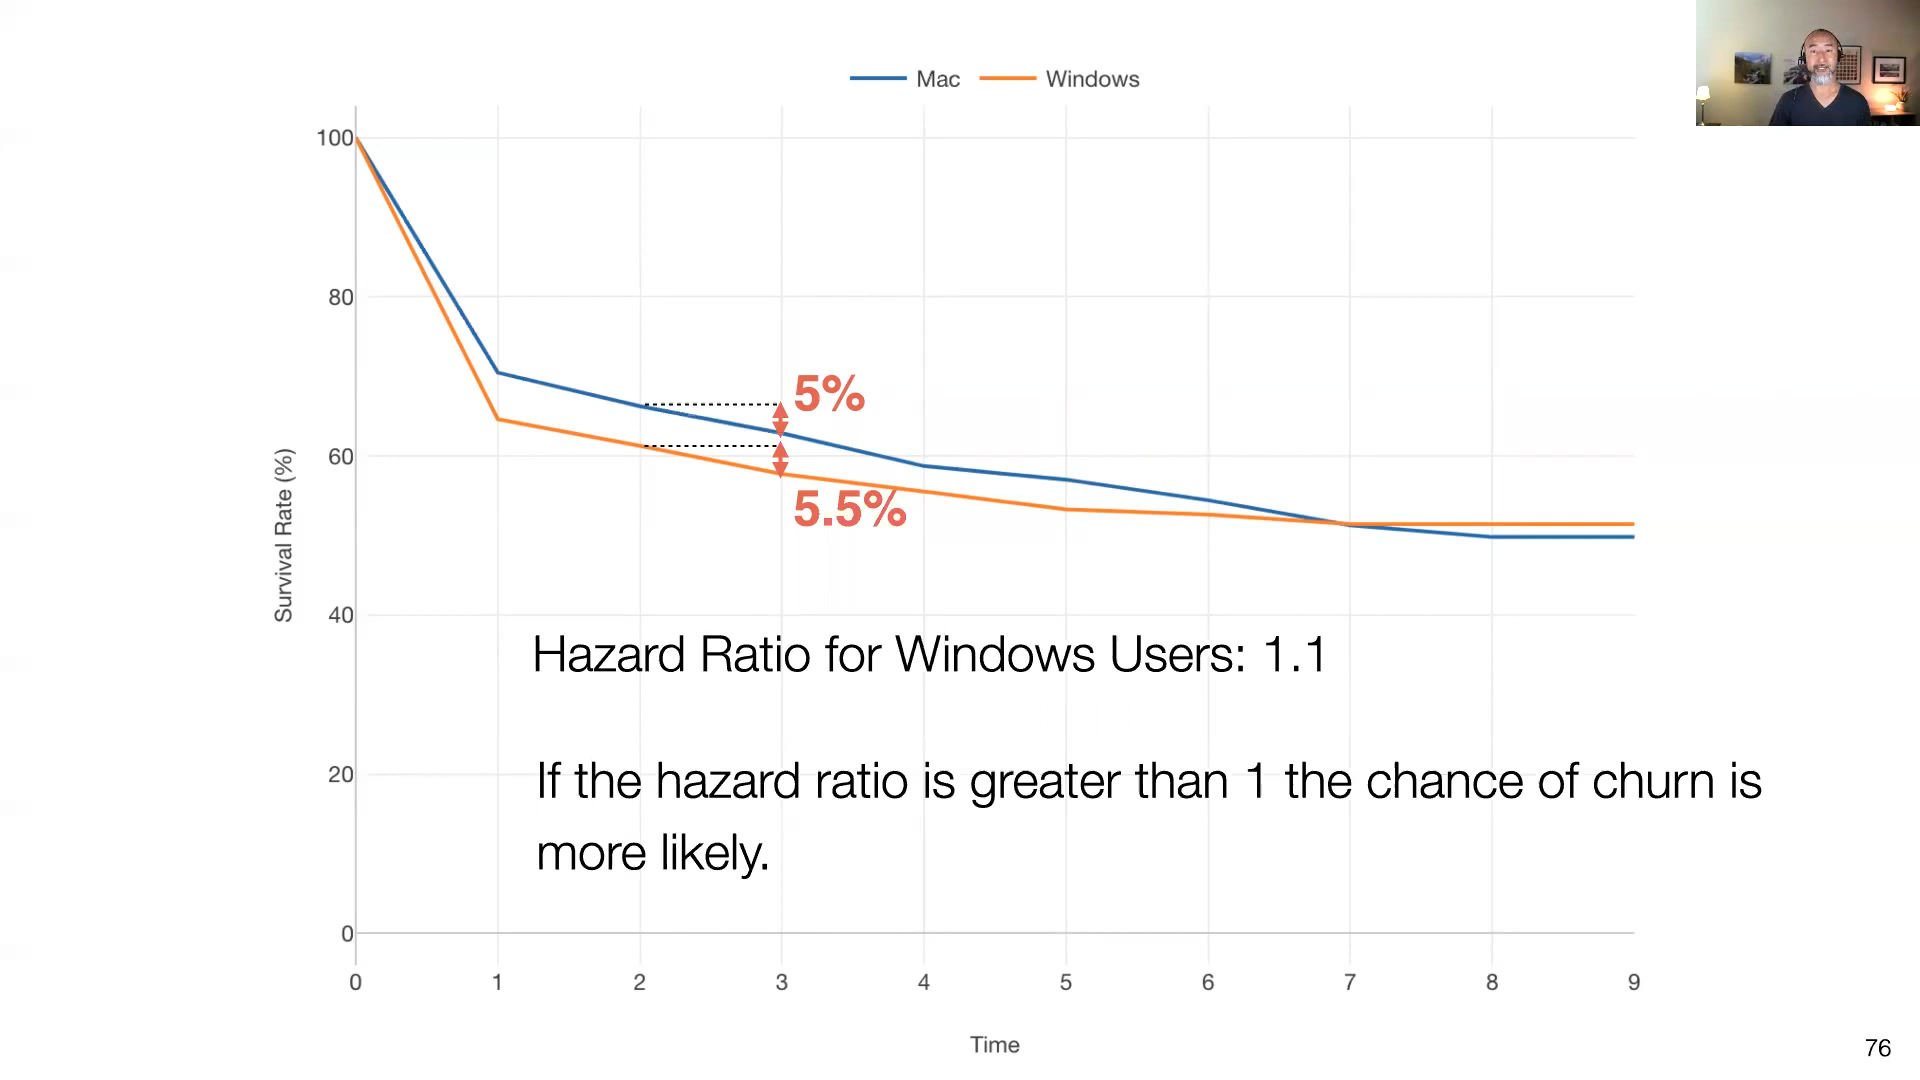 Mac Windows
100
80
60
40
20
0
Survival Rate (%)
5%
5.5%
Hazard Ratio for Windows Users: 1.1
If the hazard ratio is greater than 1 the chance of churn is
more likely.
0 1 2 3 4 5 6 7 8 9
Time
76